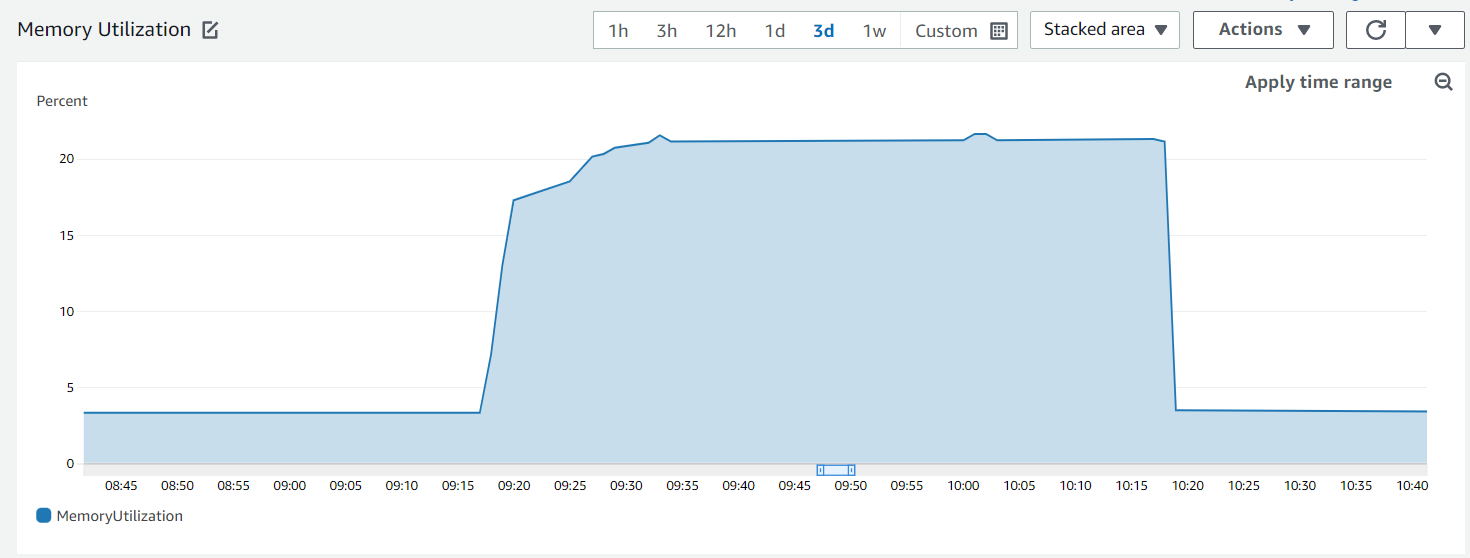 Memory Utilization
1h 3h 12h 1d 3d 1w Custom
Stacked area
Actions
Apply time range
Percent
20
15
10
5
0
08:45 08:50 08:55 09:00 09:05 09:10 09:15 09:20 09:25 09:30 09:35 09:40 09:45 09:50 09:55 10:00 10:05 10:10 10:15 10:20 10:25 10:30 10:35 10:40
MemoryUtilization